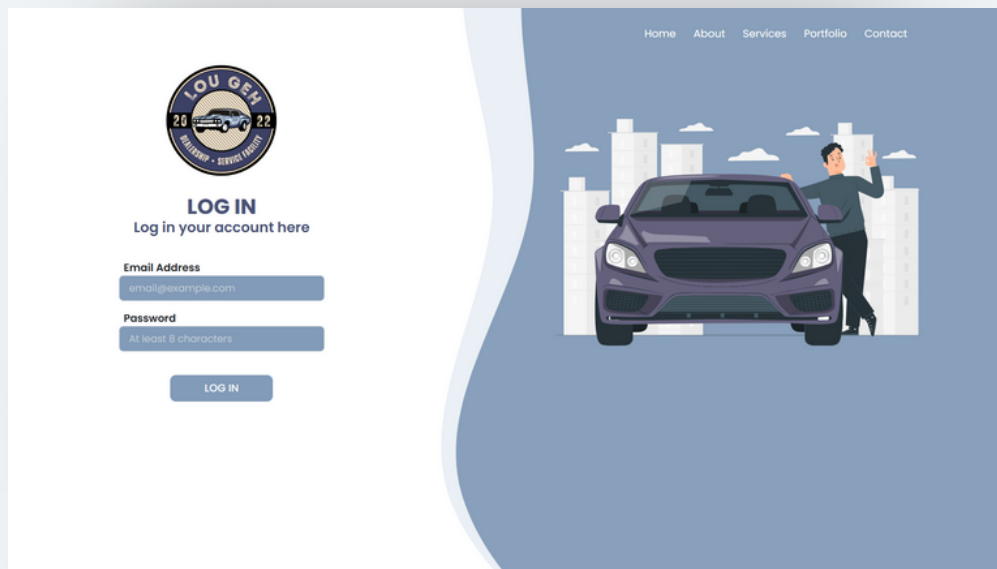 Home About Services Portfolio Contact
LOU GEH
20 22
DEALERSHIP • SERVICE FACILITY
LOG IN
Log in your account here
Email Address
email@example.com
Password
At least 8 characters
LOG IN